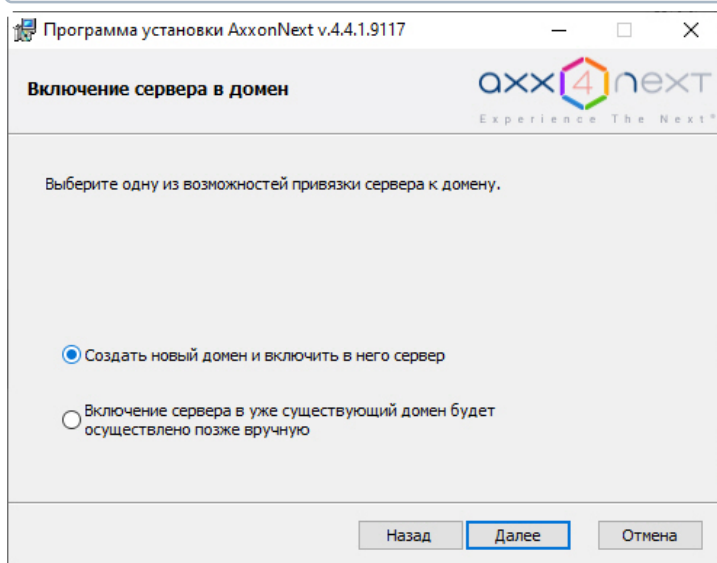 Программа установки AxxonNext v.4.4.1.9117
Включение сервера в домен
axx4next
Experience The Next®
Выберите одну из возможностей привязки сервера к домену.
Создать новый домен и включить в него сервер
Включение сервера в уже существующий домен будет
осуществлено позже вручную
Назад
Далее
Отмена